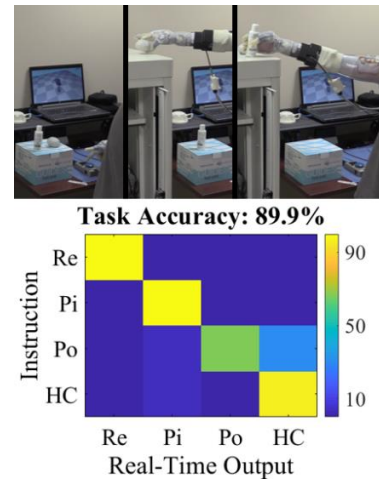 Task Accuracy: 89.9%
Instruction
Re
Pi
Po
HC
90
50
10
Re Pi Po HC
Real-Time Output